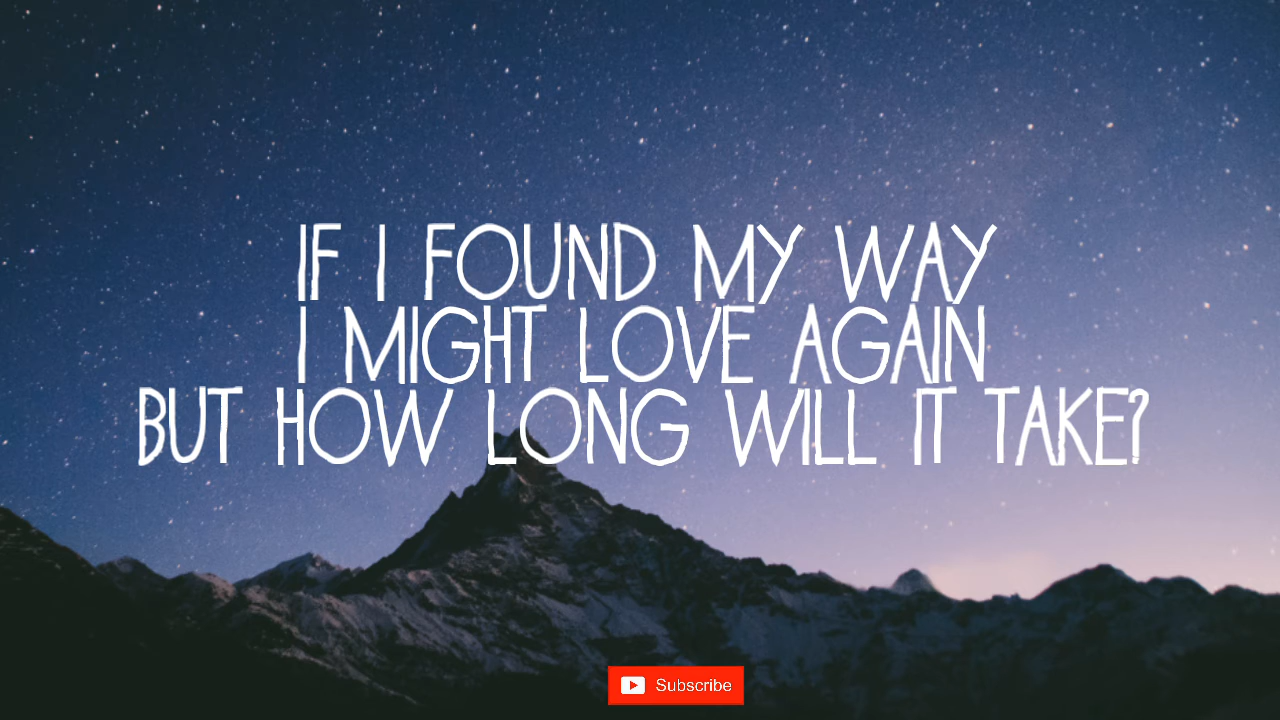 IF I FOUND MY WAY
I MIGHT LOVE AGAIN
BUT HOW LONG WILL IT TAKE?
Subscribe